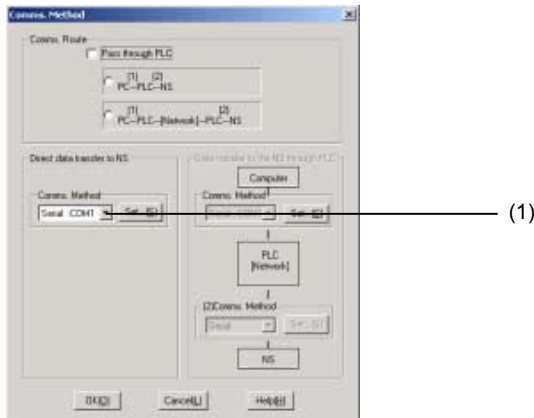 Comms. Method
Comms. Route
Pass through PLC
[1] [2]
PC--PLC--NS
[1] [2]
PC--PLC--[Network]--PLC--NS
Direct data transfer to NS
Data transfer to the NS through PLC
Computer
Comms. Method
Comms. Method
Serial COM1
Set
Serial COM1
Set
(1)
PLC
[Network]
(2)Comms. Method
Serial
Set
NS
OK(O)
Cancel(L)
Help(H)